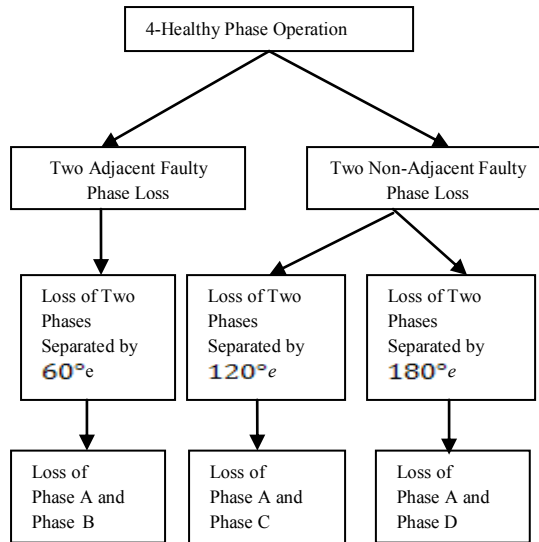 4-Healthy Phase Operation
Two Adjacent Faulty
Phase Loss
Two Non-Adjacent Faulty
Phase Loss
Loss of Two
Phases
Separated by
60°e
Loss of Two
Phases
Separated by
120°e
Loss of Two
Phases
Separated by
180°e
Loss of
Phase A and
Phase B
Loss of
Phase A and
Phase C
Loss of
Phase A and
Phase D